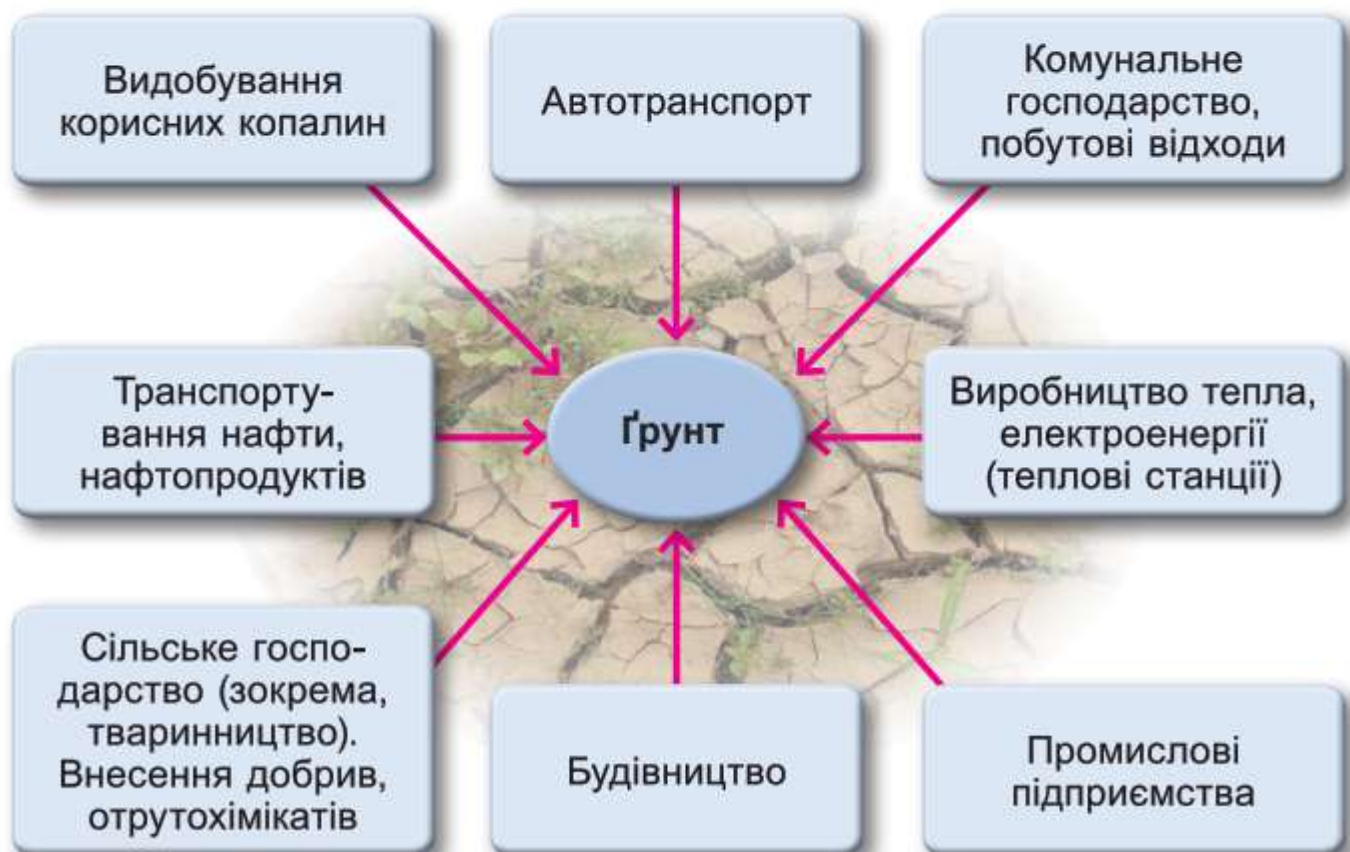 Видобування
корисних копалин
Автотранспорт
Комунальне
господарство,
побутові відходи
Транспорту-
вання нафти,
нафтопродуктів
Ґрунт
Виробництво тепла,
електроенергії
(теплові станції)
Сільське госпо-
дарство (зокрема,
тваринництво).
Внесення добрив,
отрутохімікатів
Будівництво
Промислові
підприємства